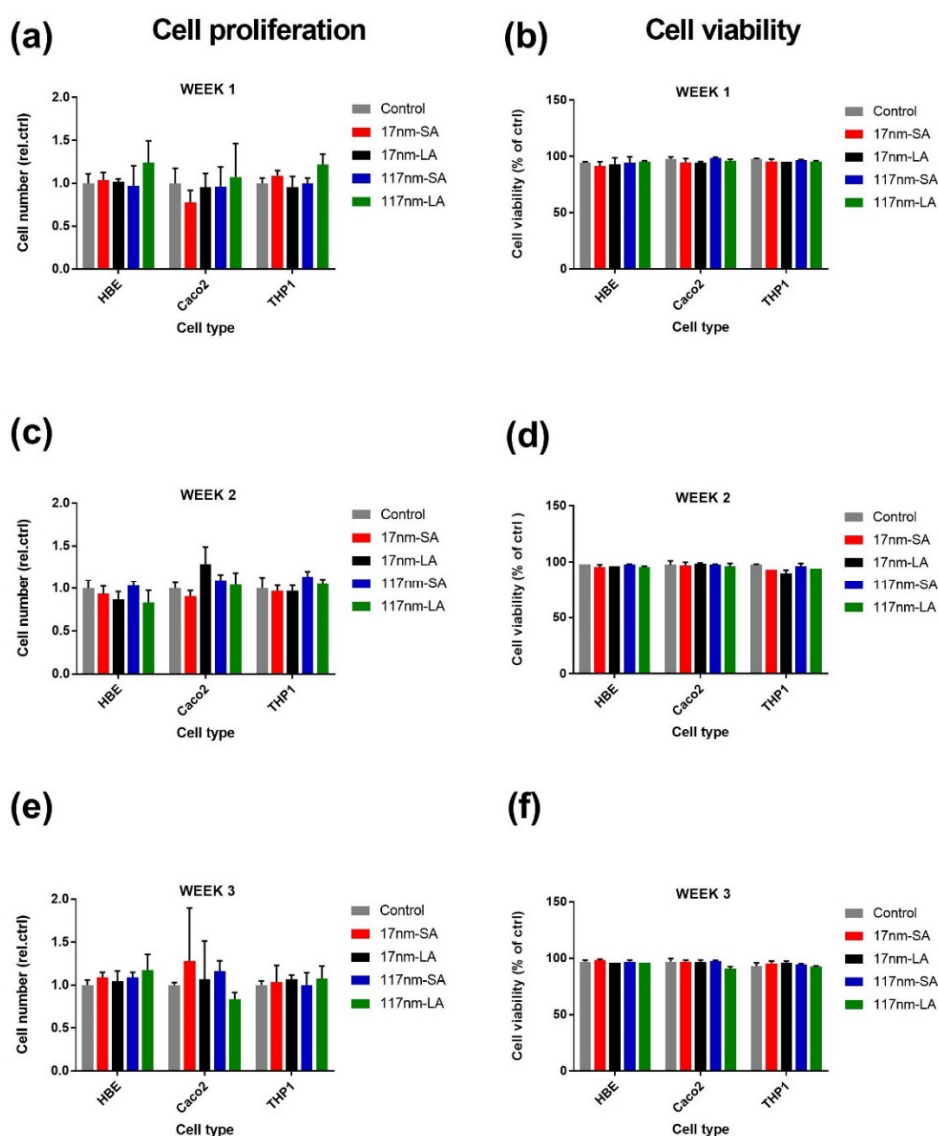 (a)
Cell proliferation
WEEK 1
Cell number (rel.ctrl)
2.0
1.5
1.0
0.5
0.0
HBE
Caco2
THP1
Cell type
Control
17nm-SA
17nm-LA
117nm-SA
117nm-LA
(b)
Cell viability
WEEK 1
Cell viability (% of ctrl)
150
100
50
0
HBE
Caco2
THP1
Cell type
Control
17nm-SA
17nm-LA
117nm-SA
117nm-LA
(c)
WEEK 2
Cell number (rel.ctrl)
2.0
1.5
1.0
0.5
0.0
HBE
Caco2
THP1
Cell type
Control
17nm-SA
17nm-LA
117nm-SA
117nm-LA
(d)
WEEK 2
Cell viability (% of ctrl )
150
100
50
0
HBE
Caco2
THP1
Cell type
Control
17nm-SA
17nm-LA
117nm-SA
117nm-LA
(e)
WEEK 3
Cell number (rel.ctrl)
2.0
1.5
1.0
0.5
0.0
HBE
Caco2
THP1
Cell type
Control
17nm-SA
17nm-LA
117nm-SA
117nm-LA
(f)
WEEK 3
Cell viability (% of ctrl)
150
100
50
0
HBE
Caco2
THP1
Cell type
Control
17nm-SA
17nm-LA
117nm-SA
117nm-LA